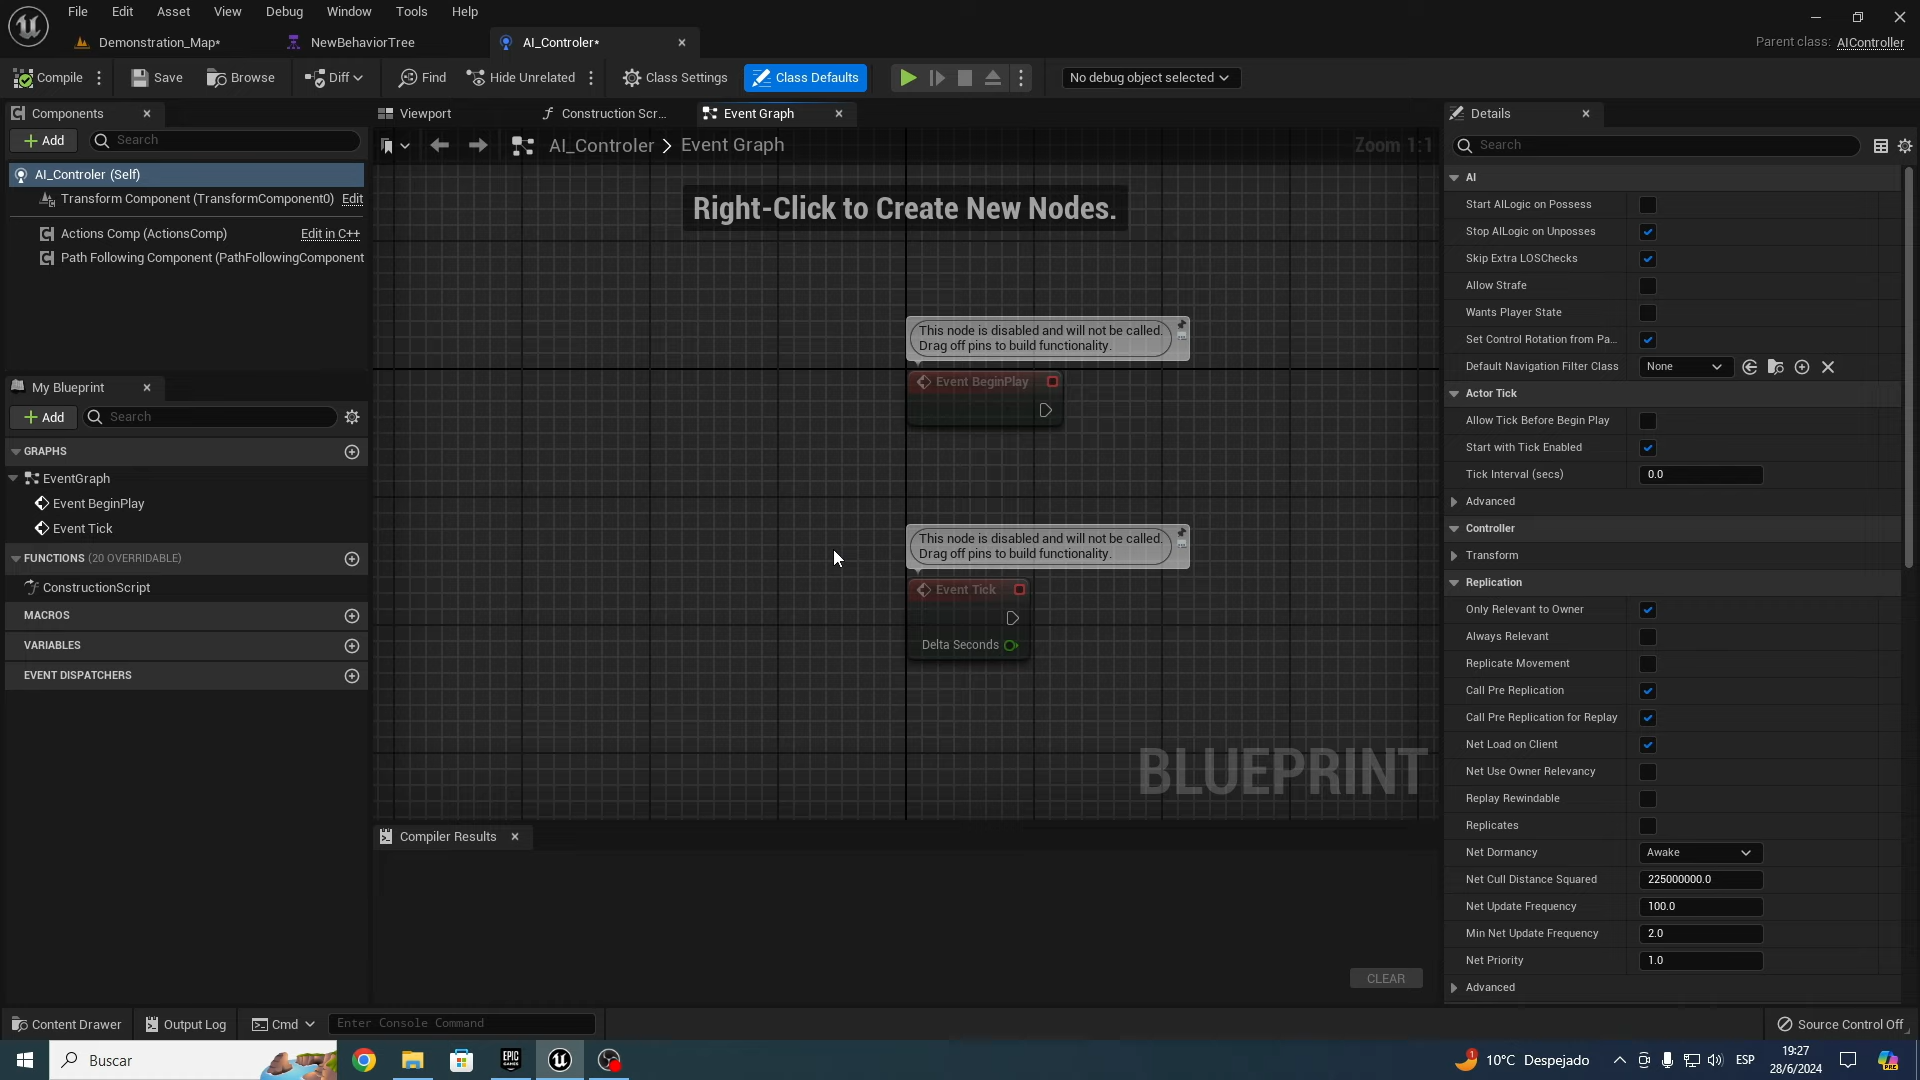 File Edit Asset View Debug Window Tools Help
Demonstration_Map* NewBehaviorTree AI_Controler* Parent class: AIController
Compile Save Browse Diff Find Hide Unrelated Class Settings Class Defaults No debug object selected
Components Viewport Construction Scr... Event Graph Details
Add Search AI_Controler > Event Graph Zoom 1:1 Search
AI_Controler (Self)
Transform Component (TransformComponent0) Edit
Actions Comp (ActionsComp) Edit in C++
Path Following Component (PathFollowingComponent
My Blueprint
Add Search
GRAPHS
EventGraph
Event BeginPlay
Event Tick
FUNCTIONS (20 OVERRIDABLE)
ConstructionScript
MACROS
VARIABLES
EVENT DISPATCHERS
Right-Click to Create New Nodes.
This node is disabled and will not be called.
Drag off pins to build functionality.
Event BeginPlay
This node is disabled and will not be called.
Drag off pins to build functionality.
Event Tick
Delta Seconds
BLUEPRINT
Compiler Results
CLEAR
AI
Start AILogic on Possess
Stop AILogic on Unposses
Skip Extra LOSChecks
Allow Strafe
Wants Player State
Set Control Rotation from Pa...
Default Navigation Filter Class None
Actor Tick
Allow Tick Before Begin Play
Start with Tick Enabled
Tick Interval (secs) 0.0
Advanced
Controller
Transform
Replication
Only Relevant to Owner
Always Relevant
Replicate Movement
Call Pre Replication
Call Pre Replication for Replay
Net Load on Client
Net Use Owner Relevancy
Replay Rewindable
Replicates
Net Dormancy Awake
Net Cull Distance Squared 225000000.0
Net Update Frequency 100.0
Min Net Update Frequency 2.0
Net Priority 1.0
Advanced
Content Drawer Output Log Cmd Enter Console Command Source Control Off
Buscar EPIC GAMES 1 10°C Despejado ESP 19:27
28/6/2024 PRE